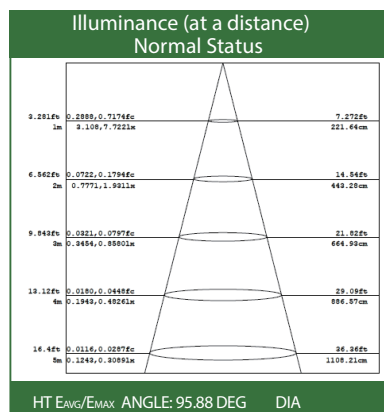 Illuminance (at a distance)
Normal Status
3.281ft 0.2888,0.7174fc 7.272ft
1m 3.108,7.7221x 221.64cm
6.562ft 0.0722,0.1794fc 14.54ft
2m 0.7771,1.9311x 443.28cm
9.843ft 0.0321,0.0797fc 21.82ft
3m 0.3454,0.85801x 664.93cm
13.12ft 0.0180,0.0448fc 29.09ft
4m 0.1943,0.48261x 886.57cm
16.4ft 0.0116,0.0287fc 36.36ft
5m 0.1243,0.30891x 1108.21cm
HT EAVG/EMAX ANGLE: 95.88 DEG DIA